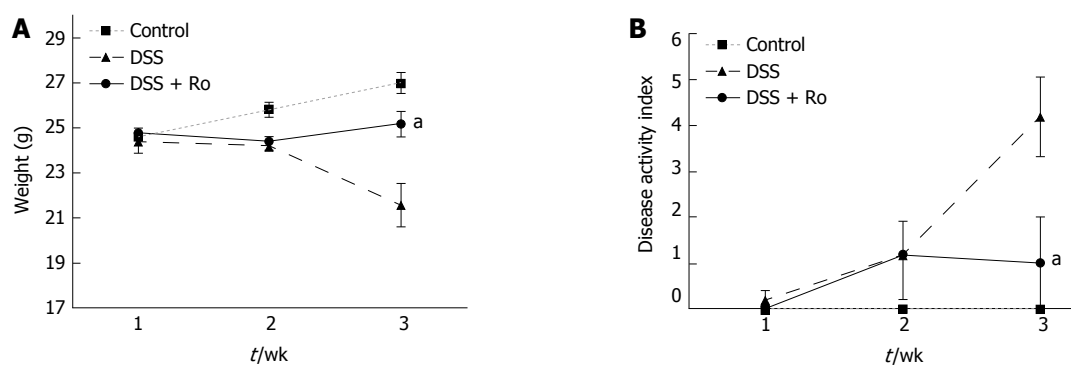 A
29
27
25
23
21
19
17
Weight (g)
Control
DSS
DSS + Ro
a
1
2
3
t/wk
B
6
5
4
3
2
1
0
Disease activity index
Control
DSS
DSS + Ro
a
1
2
3
t/wk